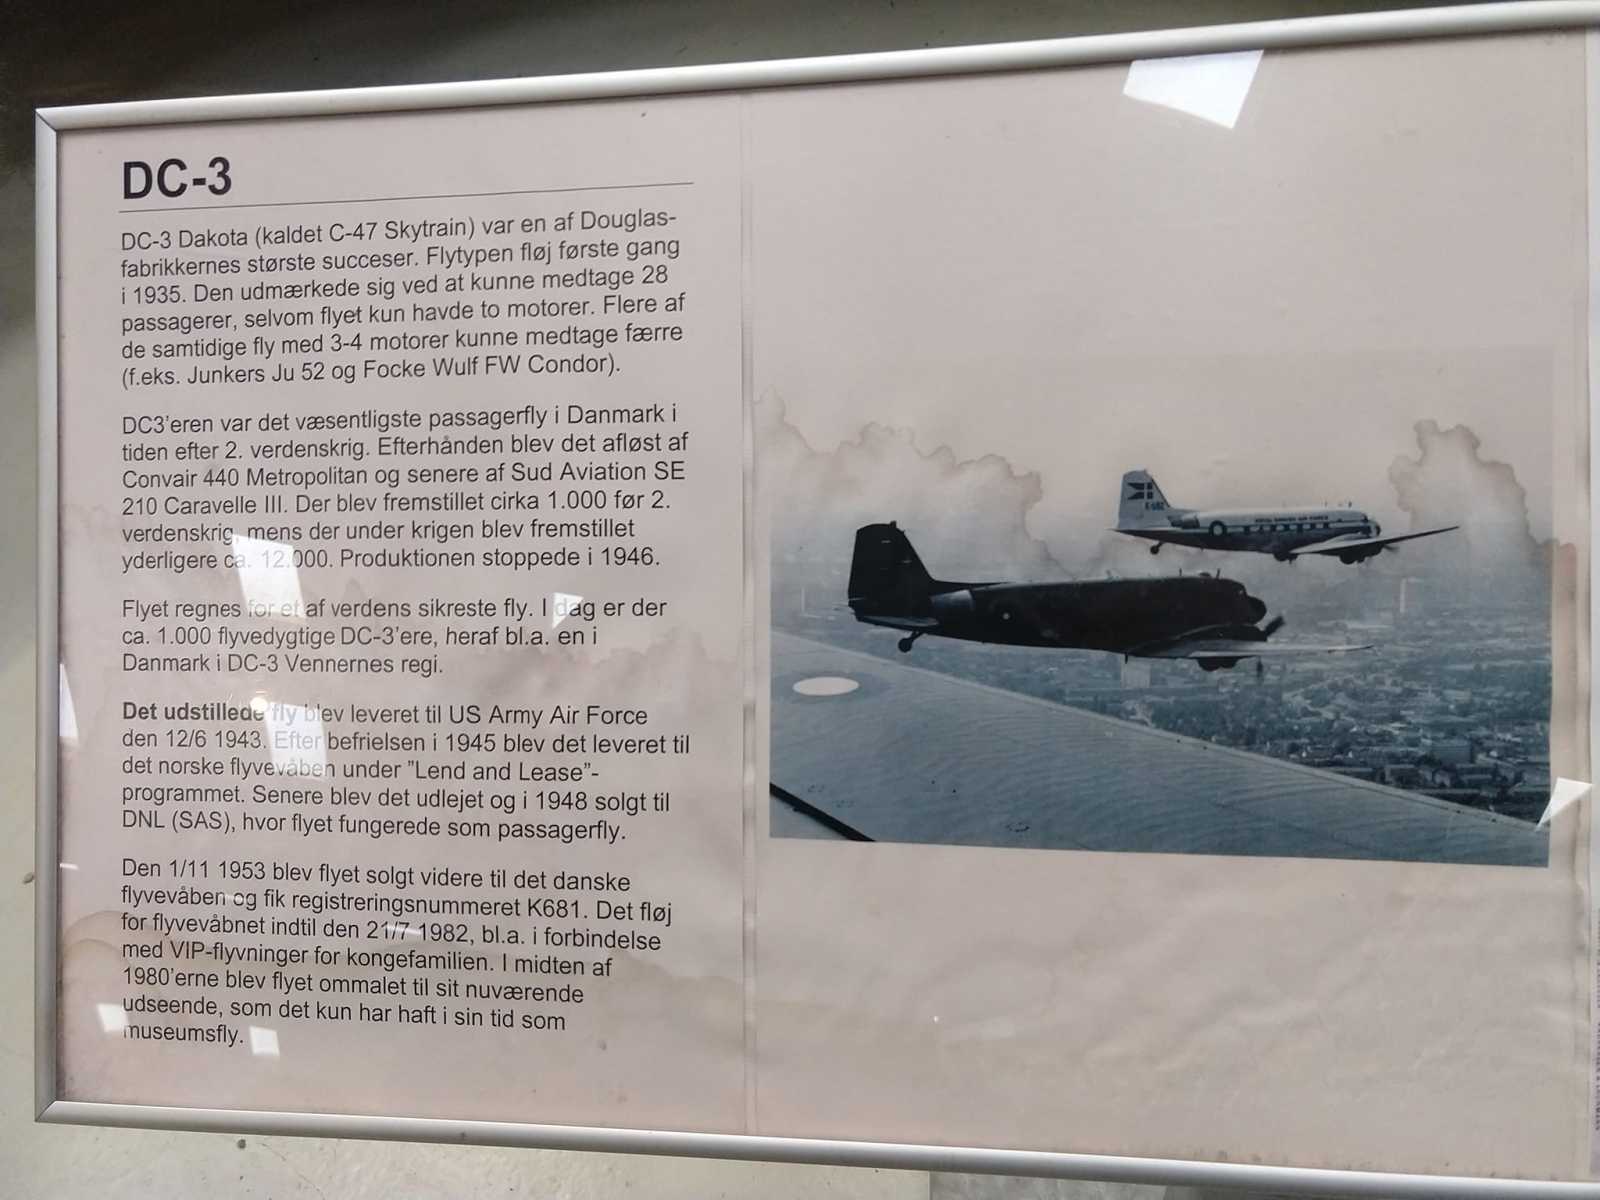 DC-3
DC-3 Dakota (kaldet C-47 Skytrain) var en af Douglas-
fabrikkernes største succeser. Flytypen fløj første gang
i 1935. Den udmærkede sig ved at kunne medtage 28
passagerer, selvom flyet kun havde to motorer. Flere af
de samtidige fly med 3-4 motorer kunne medtage færre
(f.eks. Junkers Ju 52 og Focke Wulf FW Condor).
DC3'eren var det væsentligste passagerfly i Danmark i
tiden efter 2. verdenskrig. Efterhånden blev det afløst af
Convair 440 Metropolitan og senere af Sud Aviation SE
210 Caravelle III. Der blev fremstillet cirka 1.000 før 2.
verdenskrig, mens der under krigen blev fremstillet
yderligere ca. 12.000. Produktionen stoppede i 1946.
Flyet regnes for et af verdens sikreste fly. I dag er der
ca. 1.000 flyvedygtige DC-3'ere, heraf bl.a. en i
Danmark i DC-3 Vennernes regi.
Det udstillede fly blev leveret til US Army Air Force
den 12/6 1943. Efter befrielsen i 1945 blev det leveret til
det norske flyvevåben under ”Lend and Lease”-
programmet. Senere blev det udlejet og i 1948 solgt til
DNL (SAS), hvor flyet fungerede som passagerfly.
Den 1/11 1953 blev flyet solgt videre til det danske
flyvevåben og fik registreringsnummeret K681. Det fløj
for flyvevåbnet indtil den 21/7 1982, bl.a. i forbindelse
med VIP-flyvninger for kongefamilien. I midten af
1980'erne blev flyet ommalet til sit nuværende
udseende, som det kun har haft i sin tid som
museumsfly.
ROYAL DANISH AIR FORCE